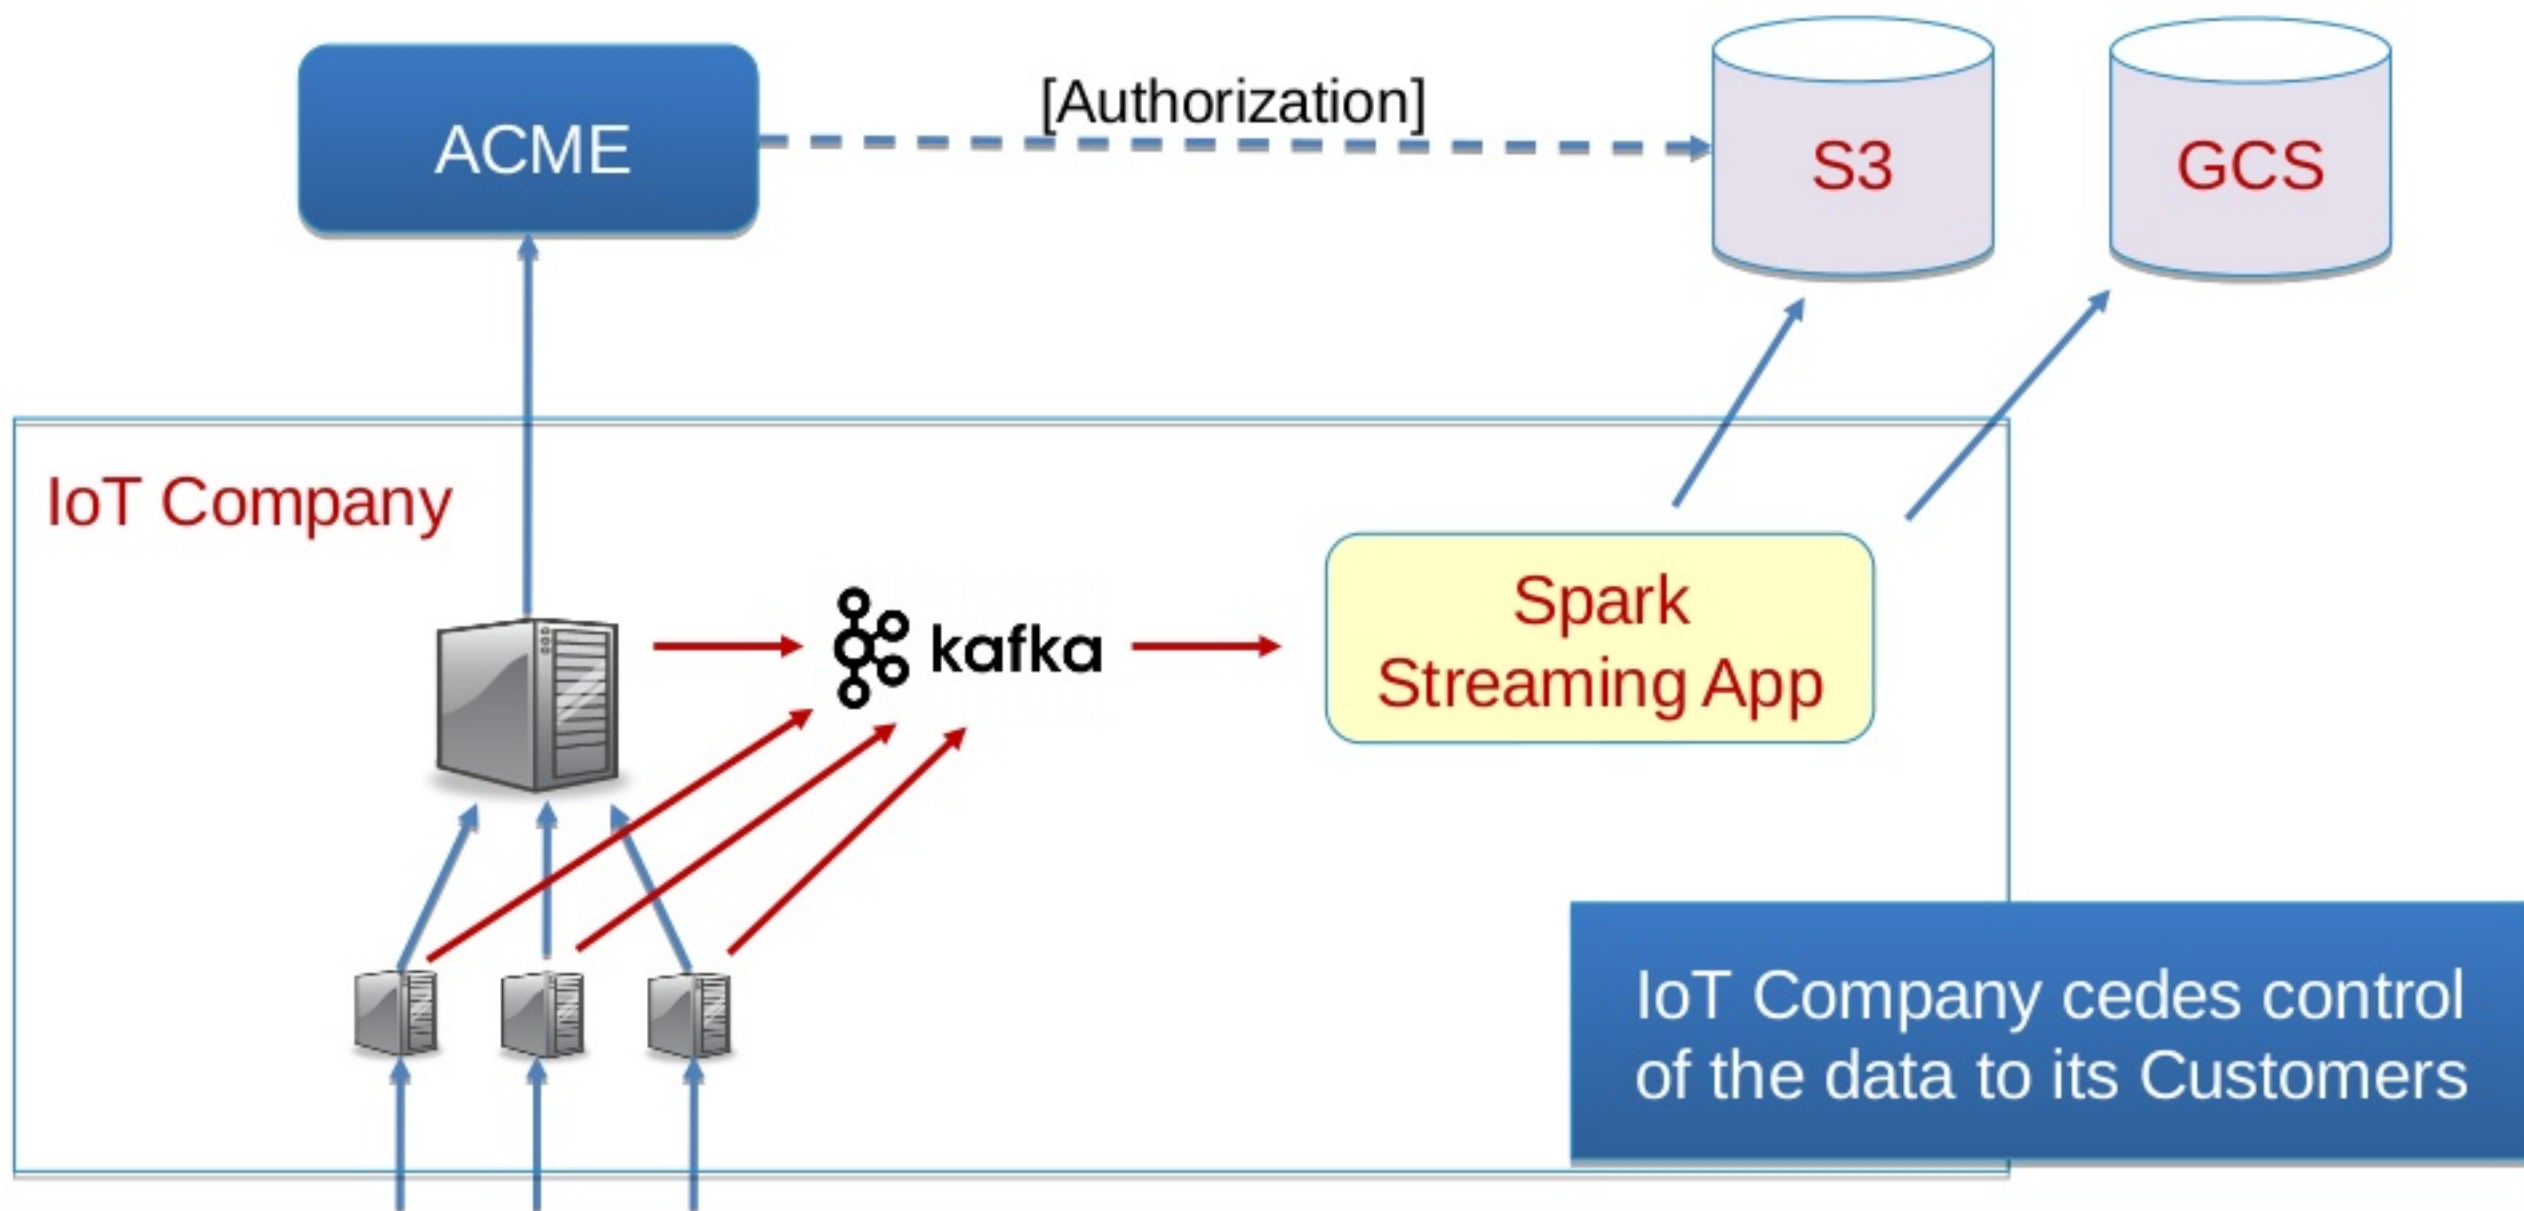 [Authorization]
ACME
S3
GCS
IoT Company
kafka
Spark
Streaming App
IoT Company cedes control
of the data to its Customers